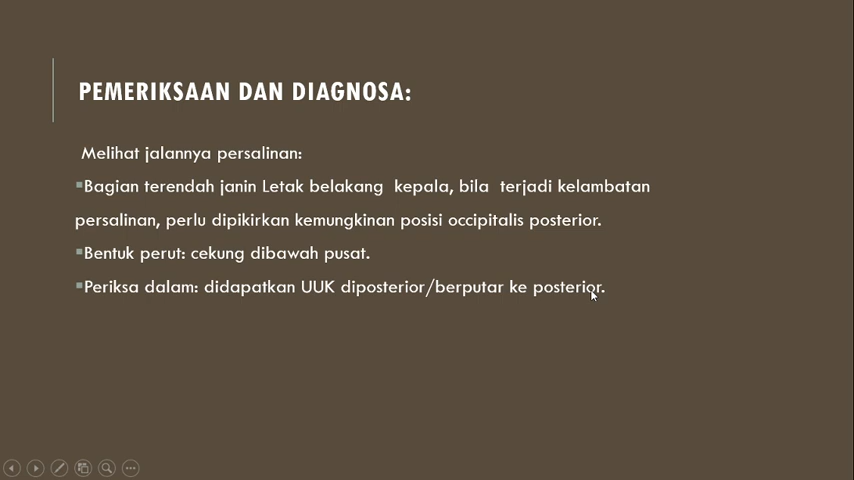 PEMERIKSAAN DAN DIAGNOSA:
Melihat jalannya persalinan:
▪Bagian terendah janin Letak belakang kepala, bila terjadi kelambatan
persalinan, perlu dipikirkan kemungkinan posisi occipitalis posterior.
▪Bentuk perut: cekung dibawah pusat.
▪Periksa dalam: didapatkan UUK diposterior/berputar ke posterior.